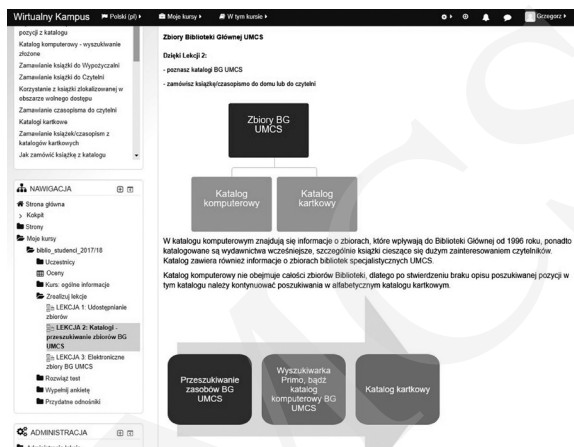 Wirtualny Kampus Polski (pl) Moje kursy W tym kursie Grzegorz
pozycji z katalogu
Katalog komputerowy - wyszukiwanie
złożone
Zamawianie książki do Wypożyczalni
Zamawianie książki do Czytelni
Korzystanie z książki zlokalizowanej w
obszarze wolnego dostępu
Zamawianie czasopisma do czytelni
Katalogi kartkowe
Zamawianie książek/czasopism z
katalogów kartkowych
Jak zamówić książkę z katalogu
NAWIGACJA
Strona główna
Kokpit
Strony
Moje kursy
biblio_studenci_2017/18
Uczestnicy
Oceny
Kurs: ogólne informacje
Zrealizuj lekcje
LEKCJA 1: Udostępnianie
zbiorów
LEKCJA 2: Katalogi -
przeszukiwanie zbiorów BG
UMCS
LEKCJA 3: Elektroniczne
zbiory BG UMCS
Rozwiąż test
Wypełnij ankietę
Przydatne odnośniki
ADMINISTRACJA
Zbiory Biblioteki Głównej UMCS
Dzięki Lekcji 2:
- poznasz katalogi BG UMCS
- zamówisz książkę/czasopismo do domu lub do czytelni
Zbiory BG
UMCS
Katalog
komputerowy
Katalog
kartkowy
W katalogu komputerowym znajdują się informacje o zbiorach, które wpływają do Biblioteki Głównej od 1996 roku, ponadto
katalogowane są wydawnictwa wcześniejsze, szczególnie książki cieszące się dużym zainteresowaniem czytelników.
Katalog zawiera również informacje o zbiorach bibliotek specjalistycznych UMCS.
Katalog komputerowy nie obejmuje całości zbiorów Biblioteki, dlatego po stwierdzeniu braku opisu poszukiwanej pozycji w
tym katalogu należy kontynuować poszukiwania w alfabetycznym katalogu kartkowym.
Przeszukiwanie
zasobów BG
UMCS
Wyszukiwarka
Primo, bądź
katalog
komputerowy BG
UMCS
Katalog kartkowy